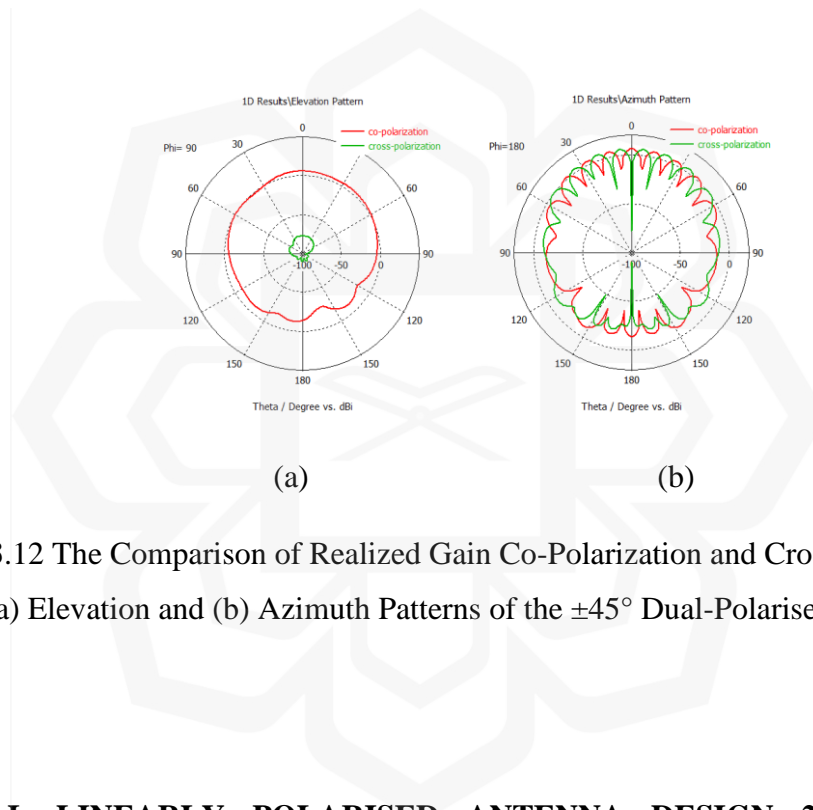 1D Results\Elevation Pattern
co-polarization
cross-polarization
Phi= 90
0
30
30
60
60
90
90
-100
-50
0
120
120
150
150
180
Theta / Degree vs. dBi
1D Results\Azimuth Pattern
co-polarization
cross-polarization
Phi=180
0
30
30
60
60
90
90
-100
-50
0
120
120
150
150
180
Theta / Degree vs. dBi
(a)
(b)
3.12 The Comparison of Realized Gain Co-Polarization and Cro
a) Elevation and (b) Azimuth Patterns of the ±45° Dual-Polarise
LINEARLY POLARISED ANTENNA DESIGN 2